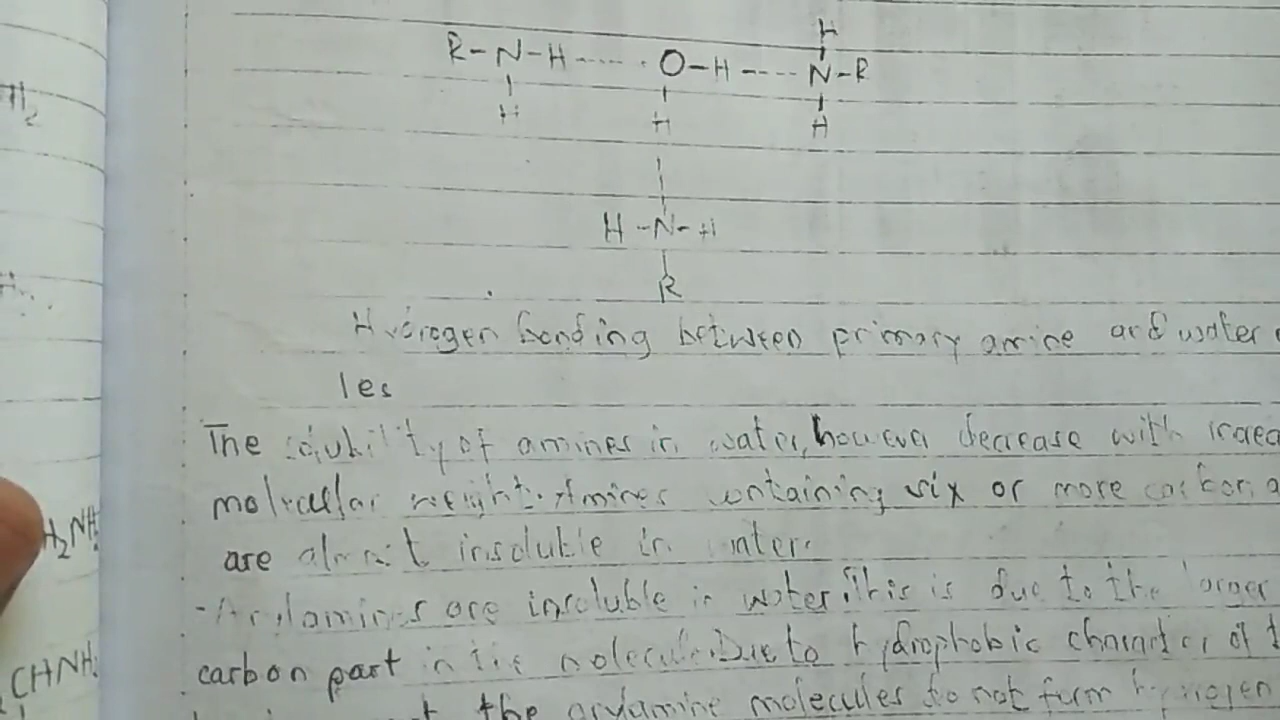 H
R-N-H ------ O-H ---- N-R
H H H
H-N-H
R
Hydrogen bonding between primary amine and water
les
The solubility of amines in water, however decrease with increa
molecular weight. Amines containing six or more carbon a
are almost insoluble in water.
-Arylamines are insoluble in water. This is due to the larger
carbon part in the molecule. Due to hydrophobic character of t
the arylamine molecules do not form hydrogen
H2
H2NH
CHNH